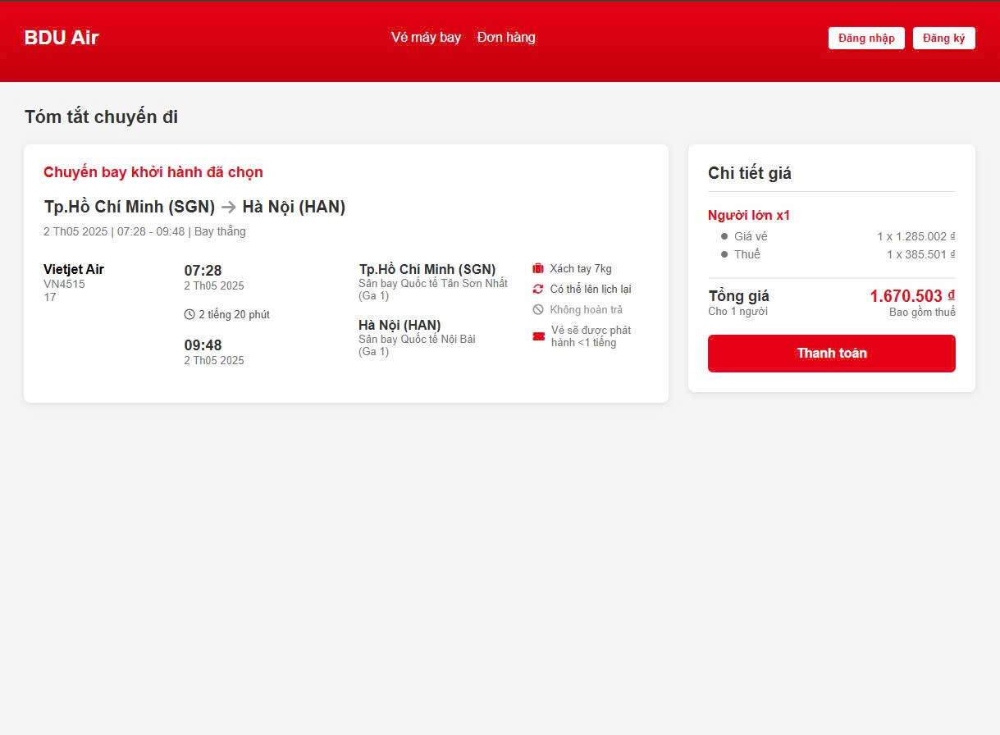 BDU Air
Vé máy bay
Đơn hàng
Đăng nhập
Đăng ký
Tóm tắt chuyến đi
Chuyến bay khởi hành đã chọn
Tp.Hồ Chí Minh (SGN) → Hà Nội (HAN)
2 Th05 2025 | 07:28 - 09:48 | Bay thẳng
Vietjet Air
VN4515
17
07:28
2 Th05 2025
2 tiếng 20 phút
09:48
2 Th05 2025
Tp.Hồ Chí Minh (SGN)
Sân bay Quốc tế Tân Sơn Nhất
(Ga 1)
Hà Nội (HAN)
Sân bay Quốc tế Nội Bài
(Ga 1)
Xách tay 7kg
Có thể lên lịch lại
Không hoàn trả
Vé sẽ được phát
hành <1 tiếng
Chi tiết giá
Người lớn x1
Giá vé 1 x 1.285.002 ₫
Thuế 1 x 385.501 ₫
Tổng giá 1.670.503 ₫
Cho 1 người Bao gồm thuế
Thanh toán